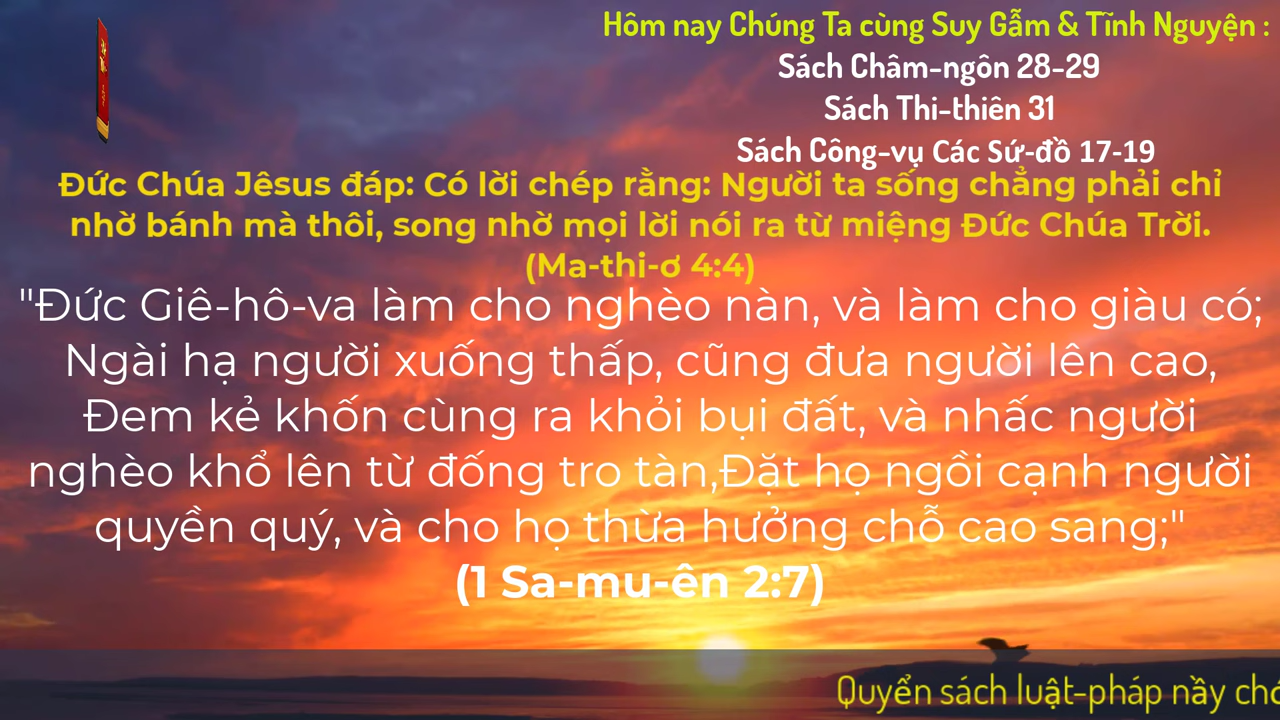 Hôm nay Chúng Ta cùng Suy Gẫm & Tĩnh Nguyện :
Sách Châm-ngôn 28-29
Sách Thi-thiên 31
Sách Công-vụ Các Sứ-đồ 17-19
Đức Chúa Jêsus đáp: Có lời chép rằng: Người ta sống chẳng phải chỉ
nhờ bánh mà thôi, song nhờ mọi lời nói ra từ miệng Đức Chúa Trời.
(Ma-thi-ơ 4:4)
"Đức Giê-hô-va làm cho nghèo nàn, và làm cho giàu có;
Ngài hạ người xuống thấp, cũng đưa người lên cao,
Đem kẻ khốn cùng ra khỏi bụi đất, và nhấc người
nghèo khổ lên từ đống tro tàn,Đặt họ ngồi cạnh người
quyền quý, và cho họ thừa hưởng chỗ cao sang;"
(1 Sa-mu-ên 2:7)
Quyển sách luật-pháp nầy